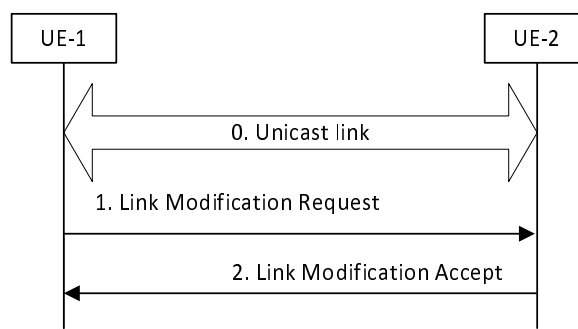 UE-1
UE-2
0. Unicast link
1. Link Modification Request
2. Link Modification Accept